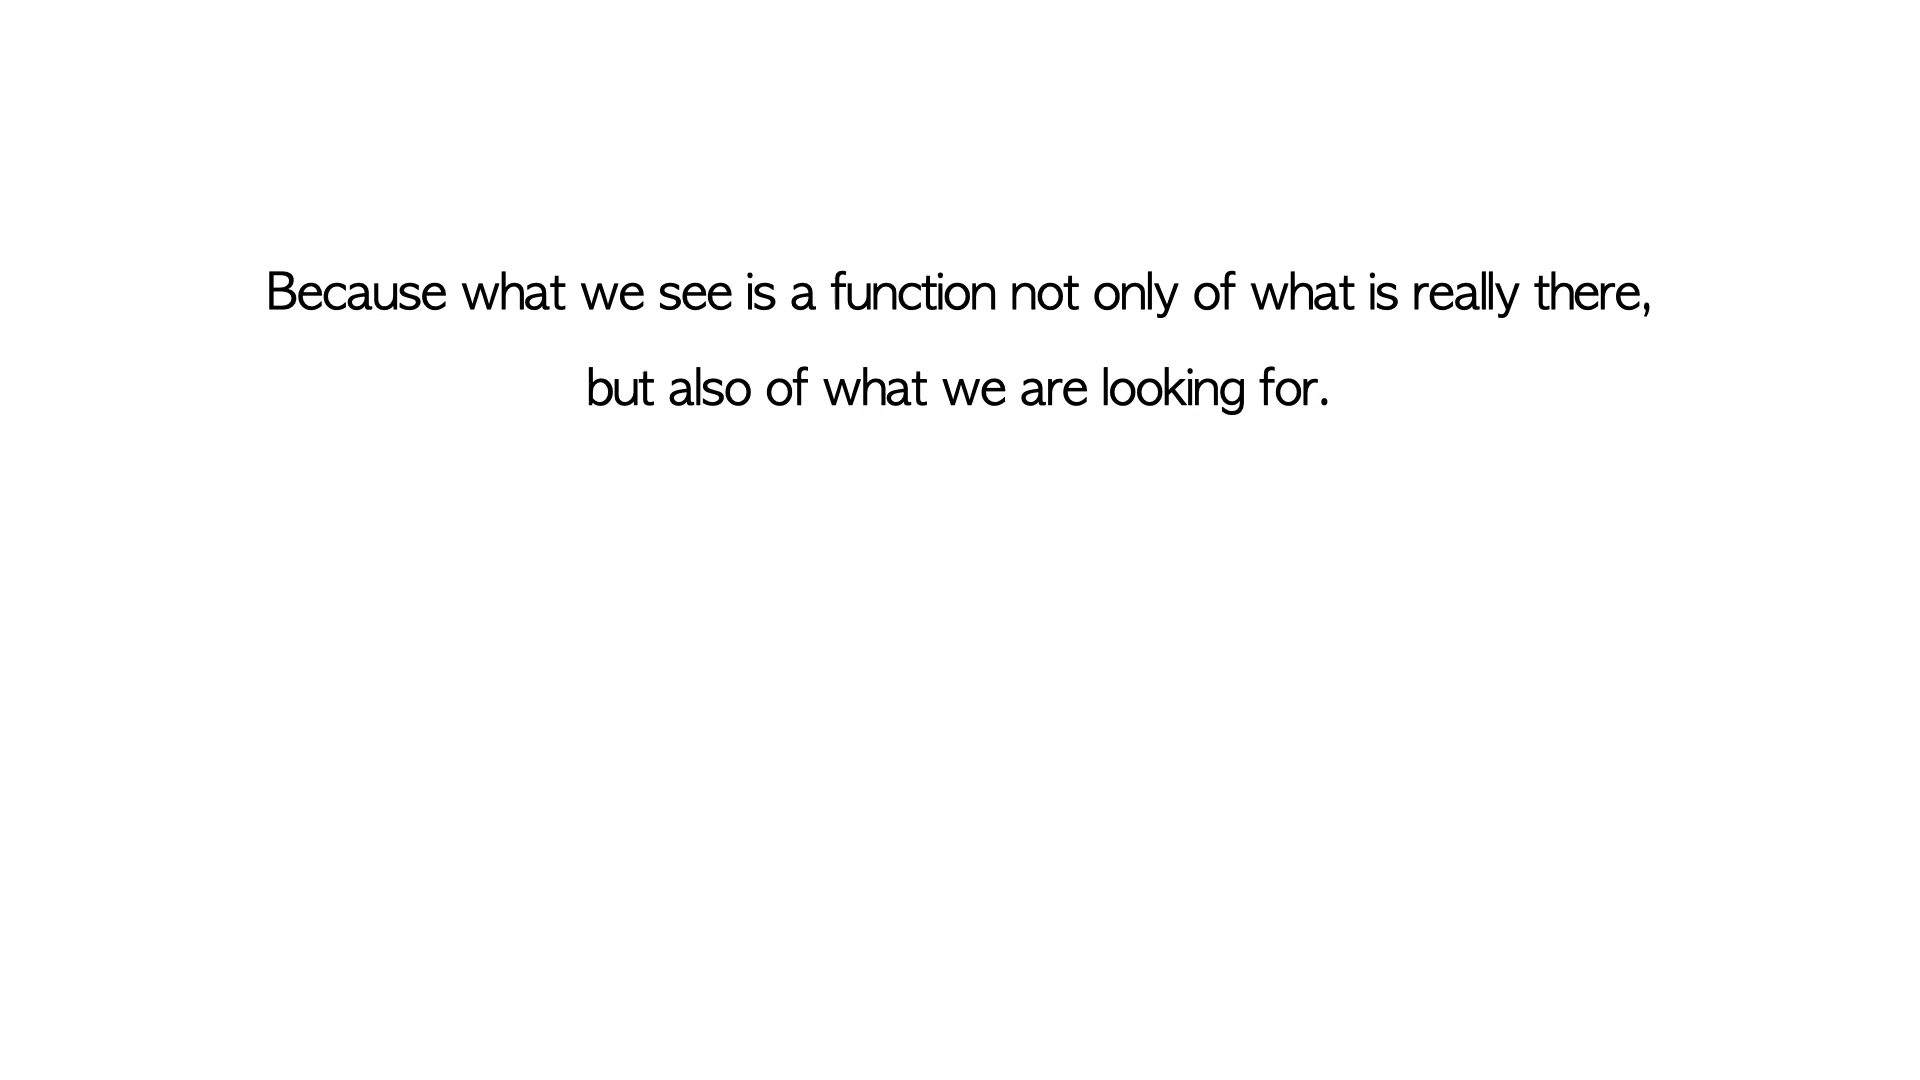 Because what we see is a function not only of what is really there,
but also of what we are looking for.